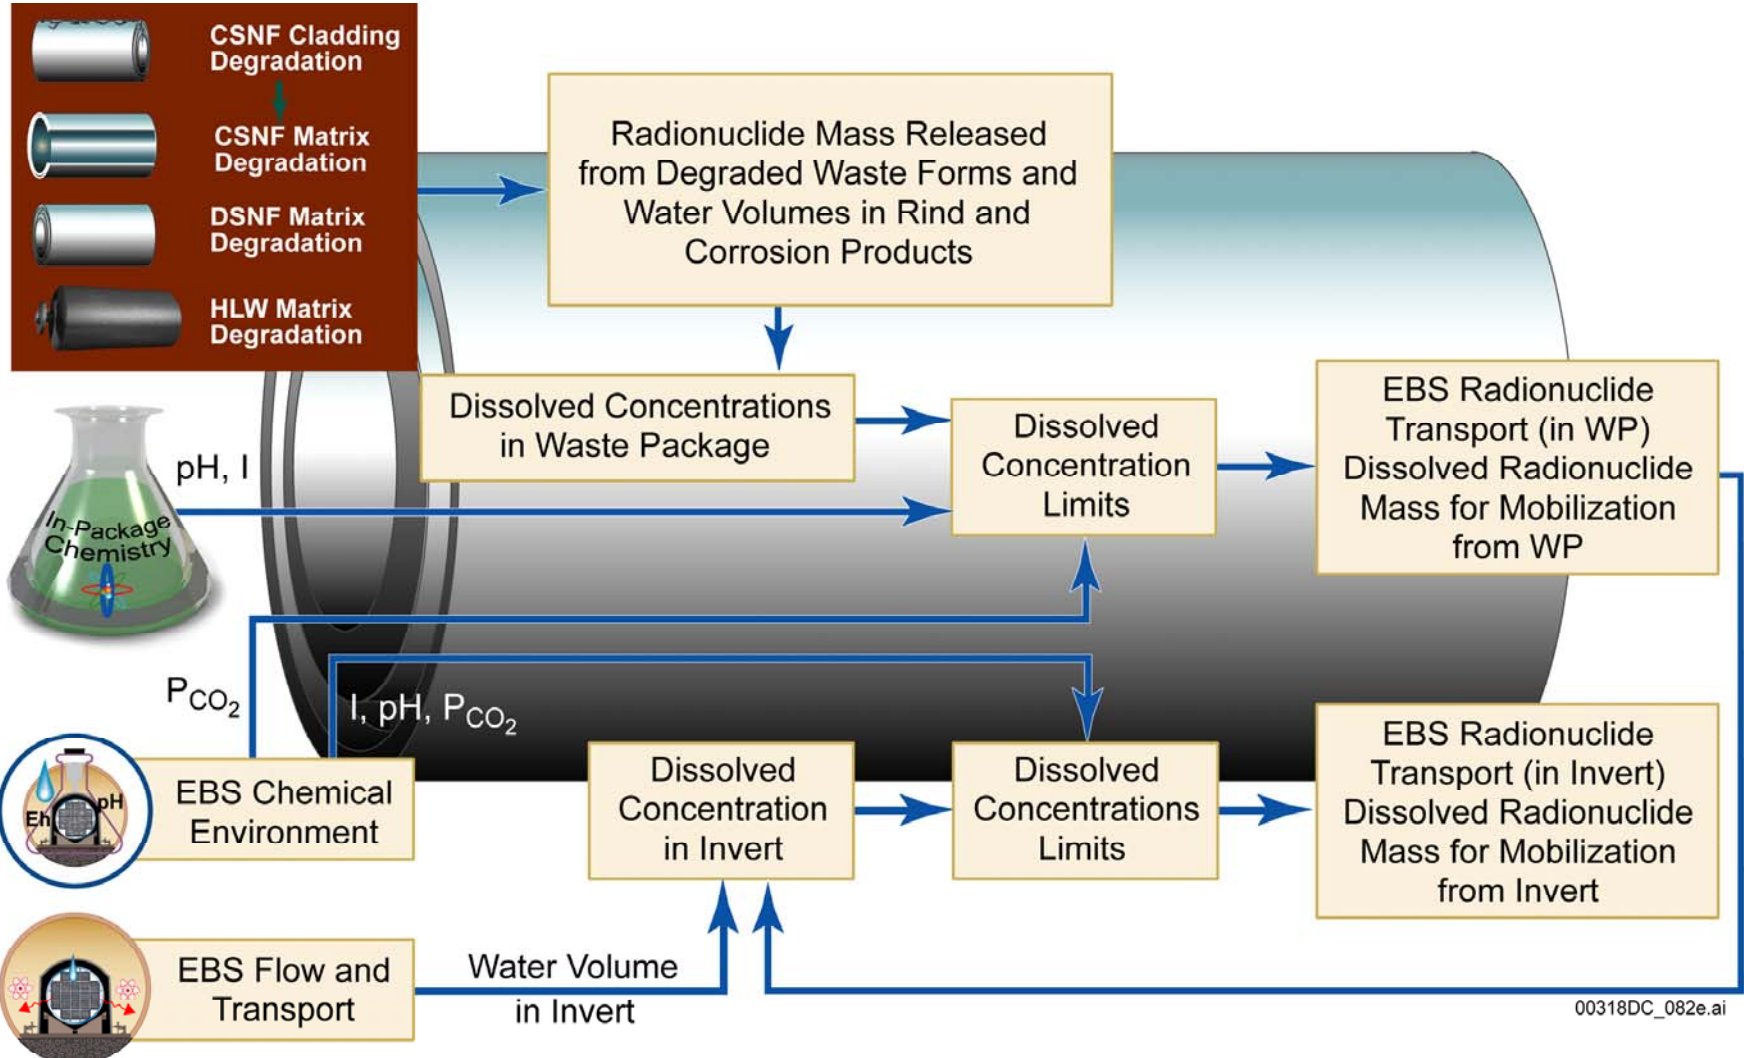 CSNF Cladding
Degradation
CSNF Matrix
Degradation
DSNF Matrix
Degradation
HLW Matrix
Degradation
Radionuclide Mass Released
from Degraded Waste Forms and
Water Volumes in Rind and
Corrosion Products
Dissolved Concentrations
in Waste Package
Dissolved
Concentration
Limits
EBS Radionuclide
Transport (in WP)
Dissolved Radionuclide
Mass for Mobilization
from WP
pH, I
In-Package
Chemistry
P_CO₂
I, pH, P_CO₂
pH
Eh
EBS Chemical
Environment
Dissolved
Concentration
in Invert
Dissolved
Concentrations
Limits
EBS Radionuclide
Transport (in Invert)
Dissolved Radionuclide
Mass for Mobilization
from Invert
EBS Flow and
Transport
Water Volume
in Invert
00318DC_082e.ai